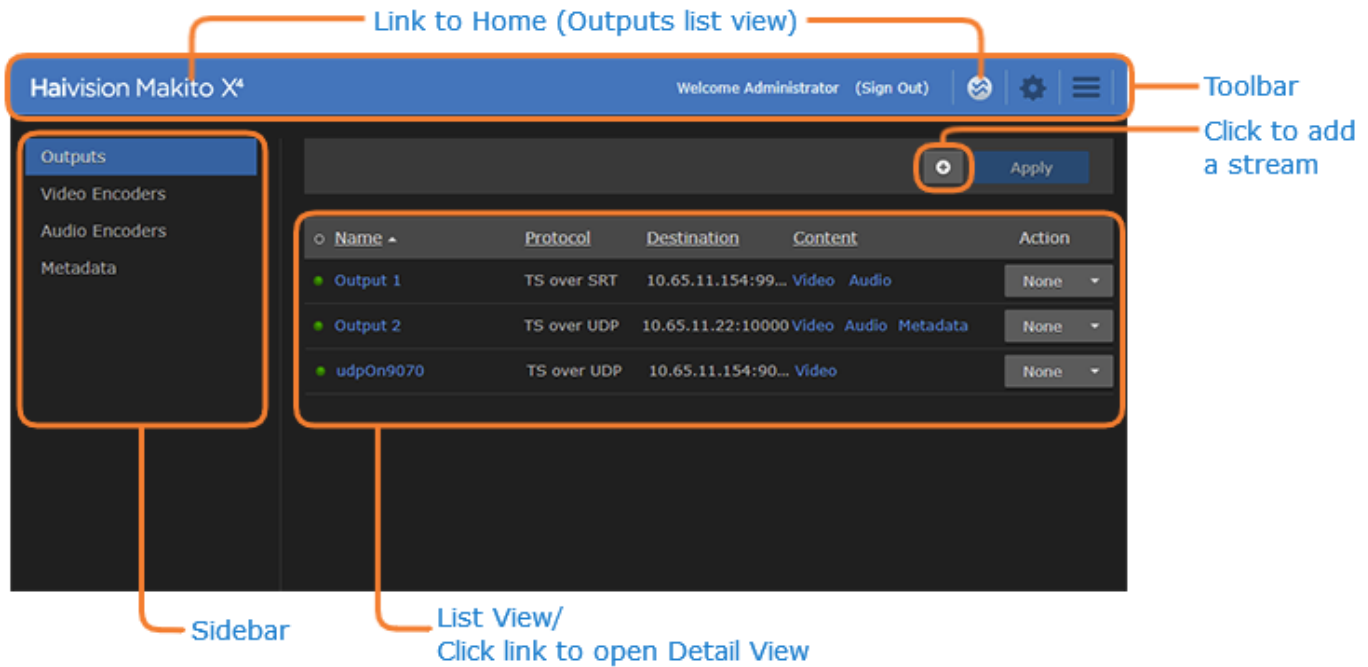 Link to Home (Outputs list view)
Haivision Makito X⁴
Welcome Administrator (Sign Out)
Toolbar
Click to add
a stream
Outputs
Video Encoders
Audio Encoders
Metadata
Apply
Name Protocol Destination Content Action
Output 1 TS over SRT 10.65.11.154:99... Video Audio None
Output 2 TS over UDP 10.65.11.22:10000 Video Audio Metadata None
udpOn9070 TS over UDP 10.65.11.154:90... Video None
Sidebar
List View/
Click link to open Detail View